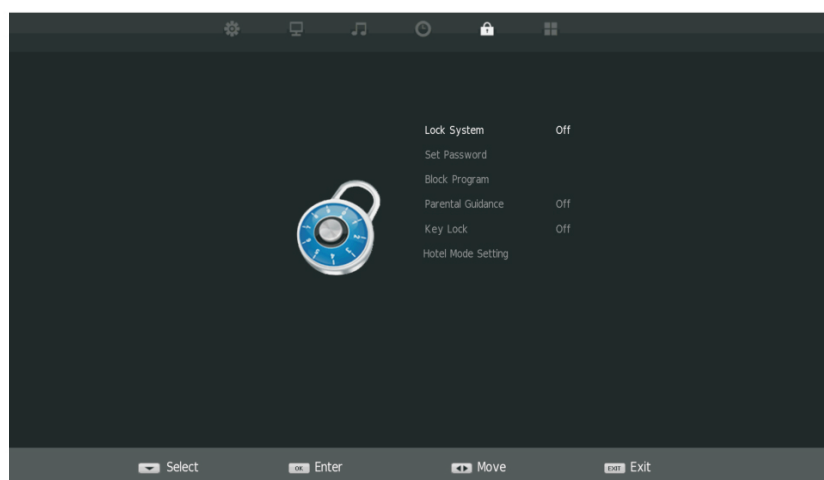 Lock System Off
Set Password
Block Program
Parental Guidance Off
Key Lock Off
Hotel Mode Setting
Select OK Enter Move EXIT Exit